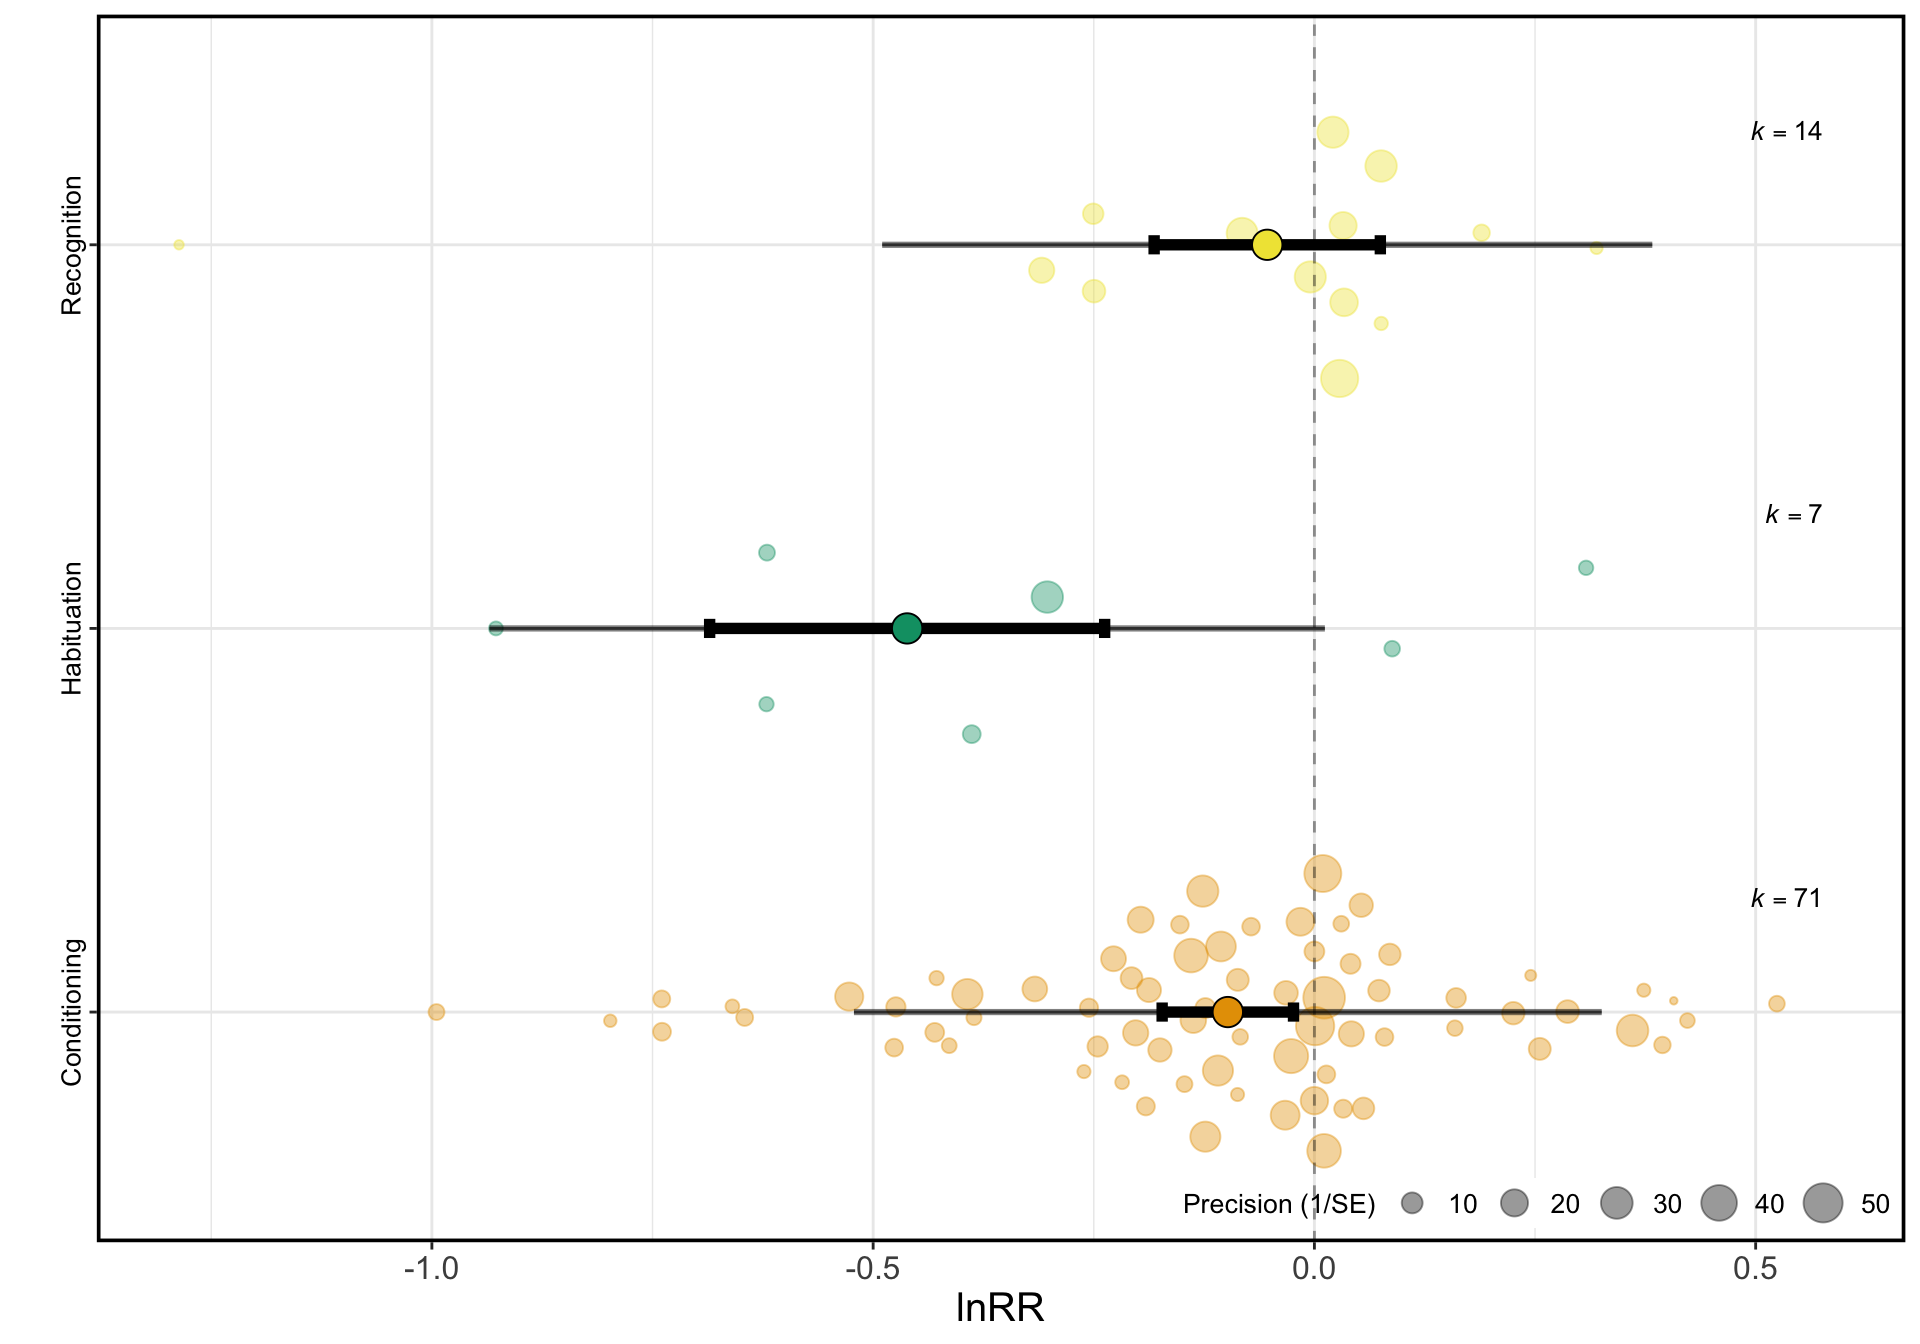 Recognition
k = 14
Habituation
k = 7
Conditioning
k = 71
Precision (1/SE) 10 20 30 40 50
-1.0 -0.5 0.0 0.5
lnRR